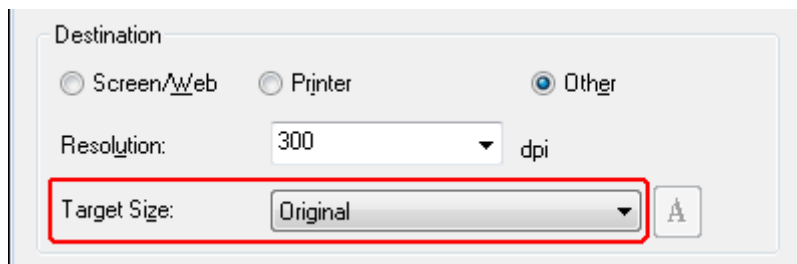 Destination
Screen/Web Printer Other
Resolution: 300 dpi
Target Size: Original A